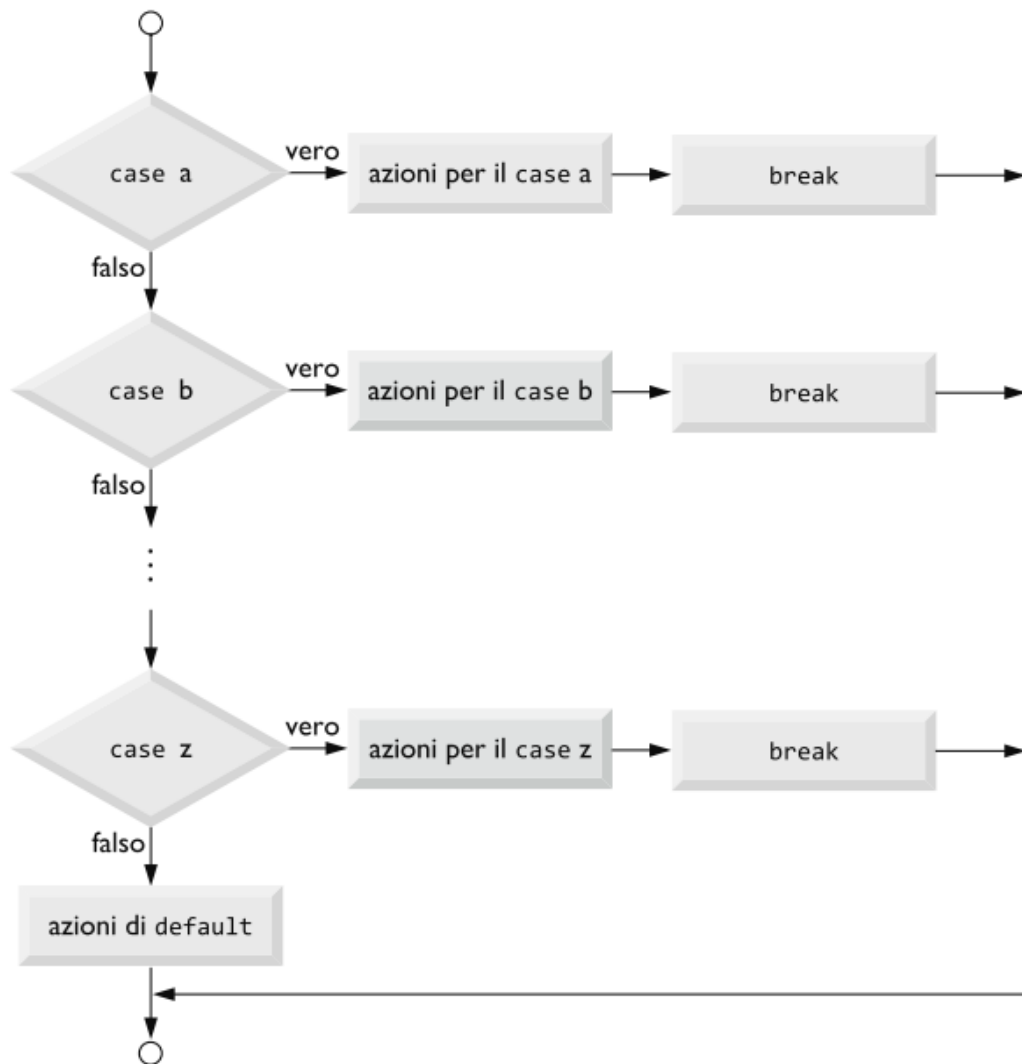 case a
vero
azioni per il case a
break
falso
case b
vero
azioni per il case b
break
falso
⋮
case z
vero
azioni per il case z
break
falso
azioni di default